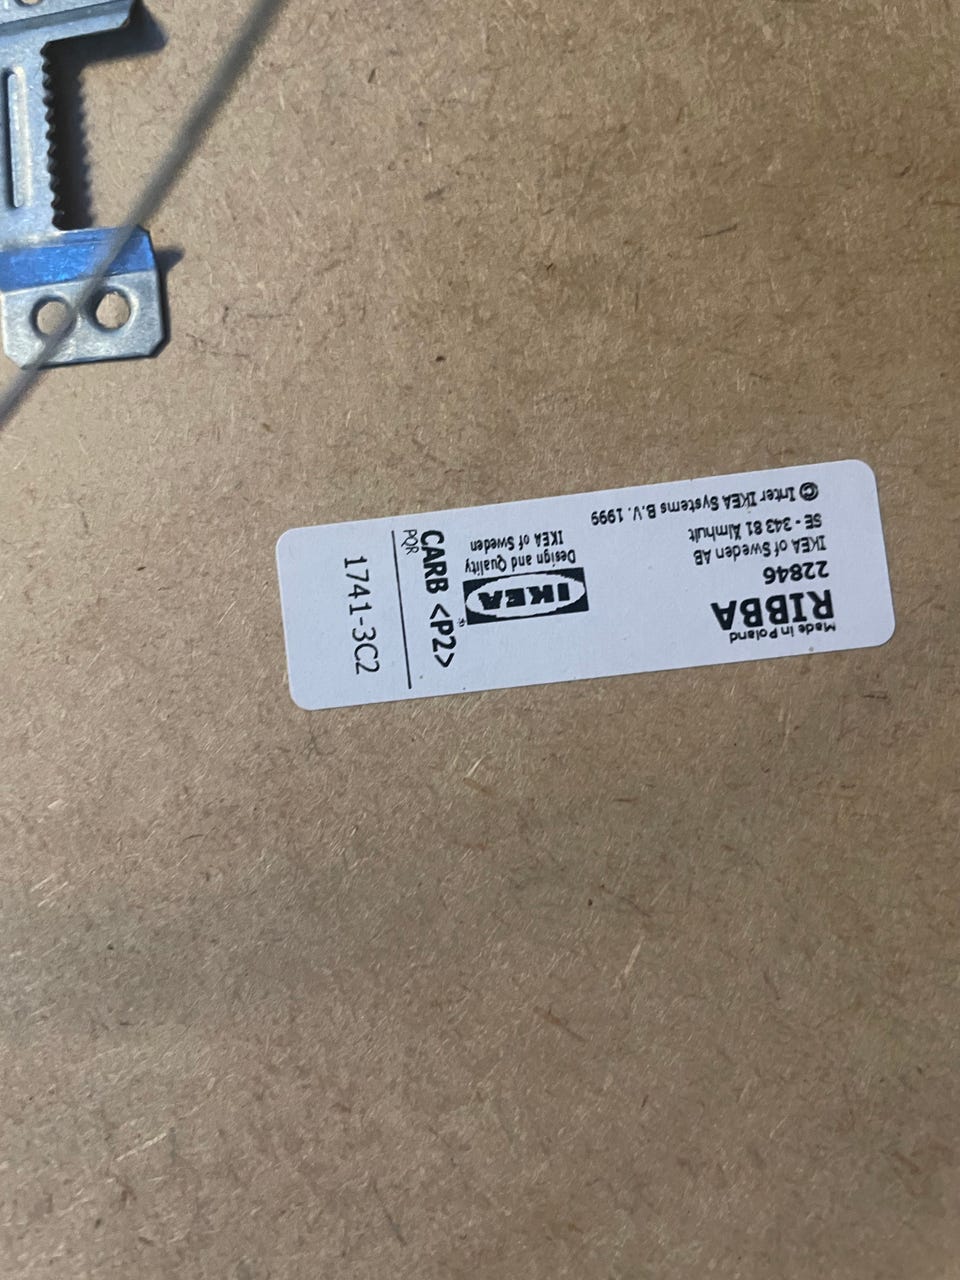 Made in Poland
RIBBA
22846
IKEA of Sweden AB
SE - 343 81 Älmhult
© Inter IKEA Systems B.V. 1999
IKEA®
Design and Quality
IKEA of Sweden
CARB <P2>
PQR
1741-3C2